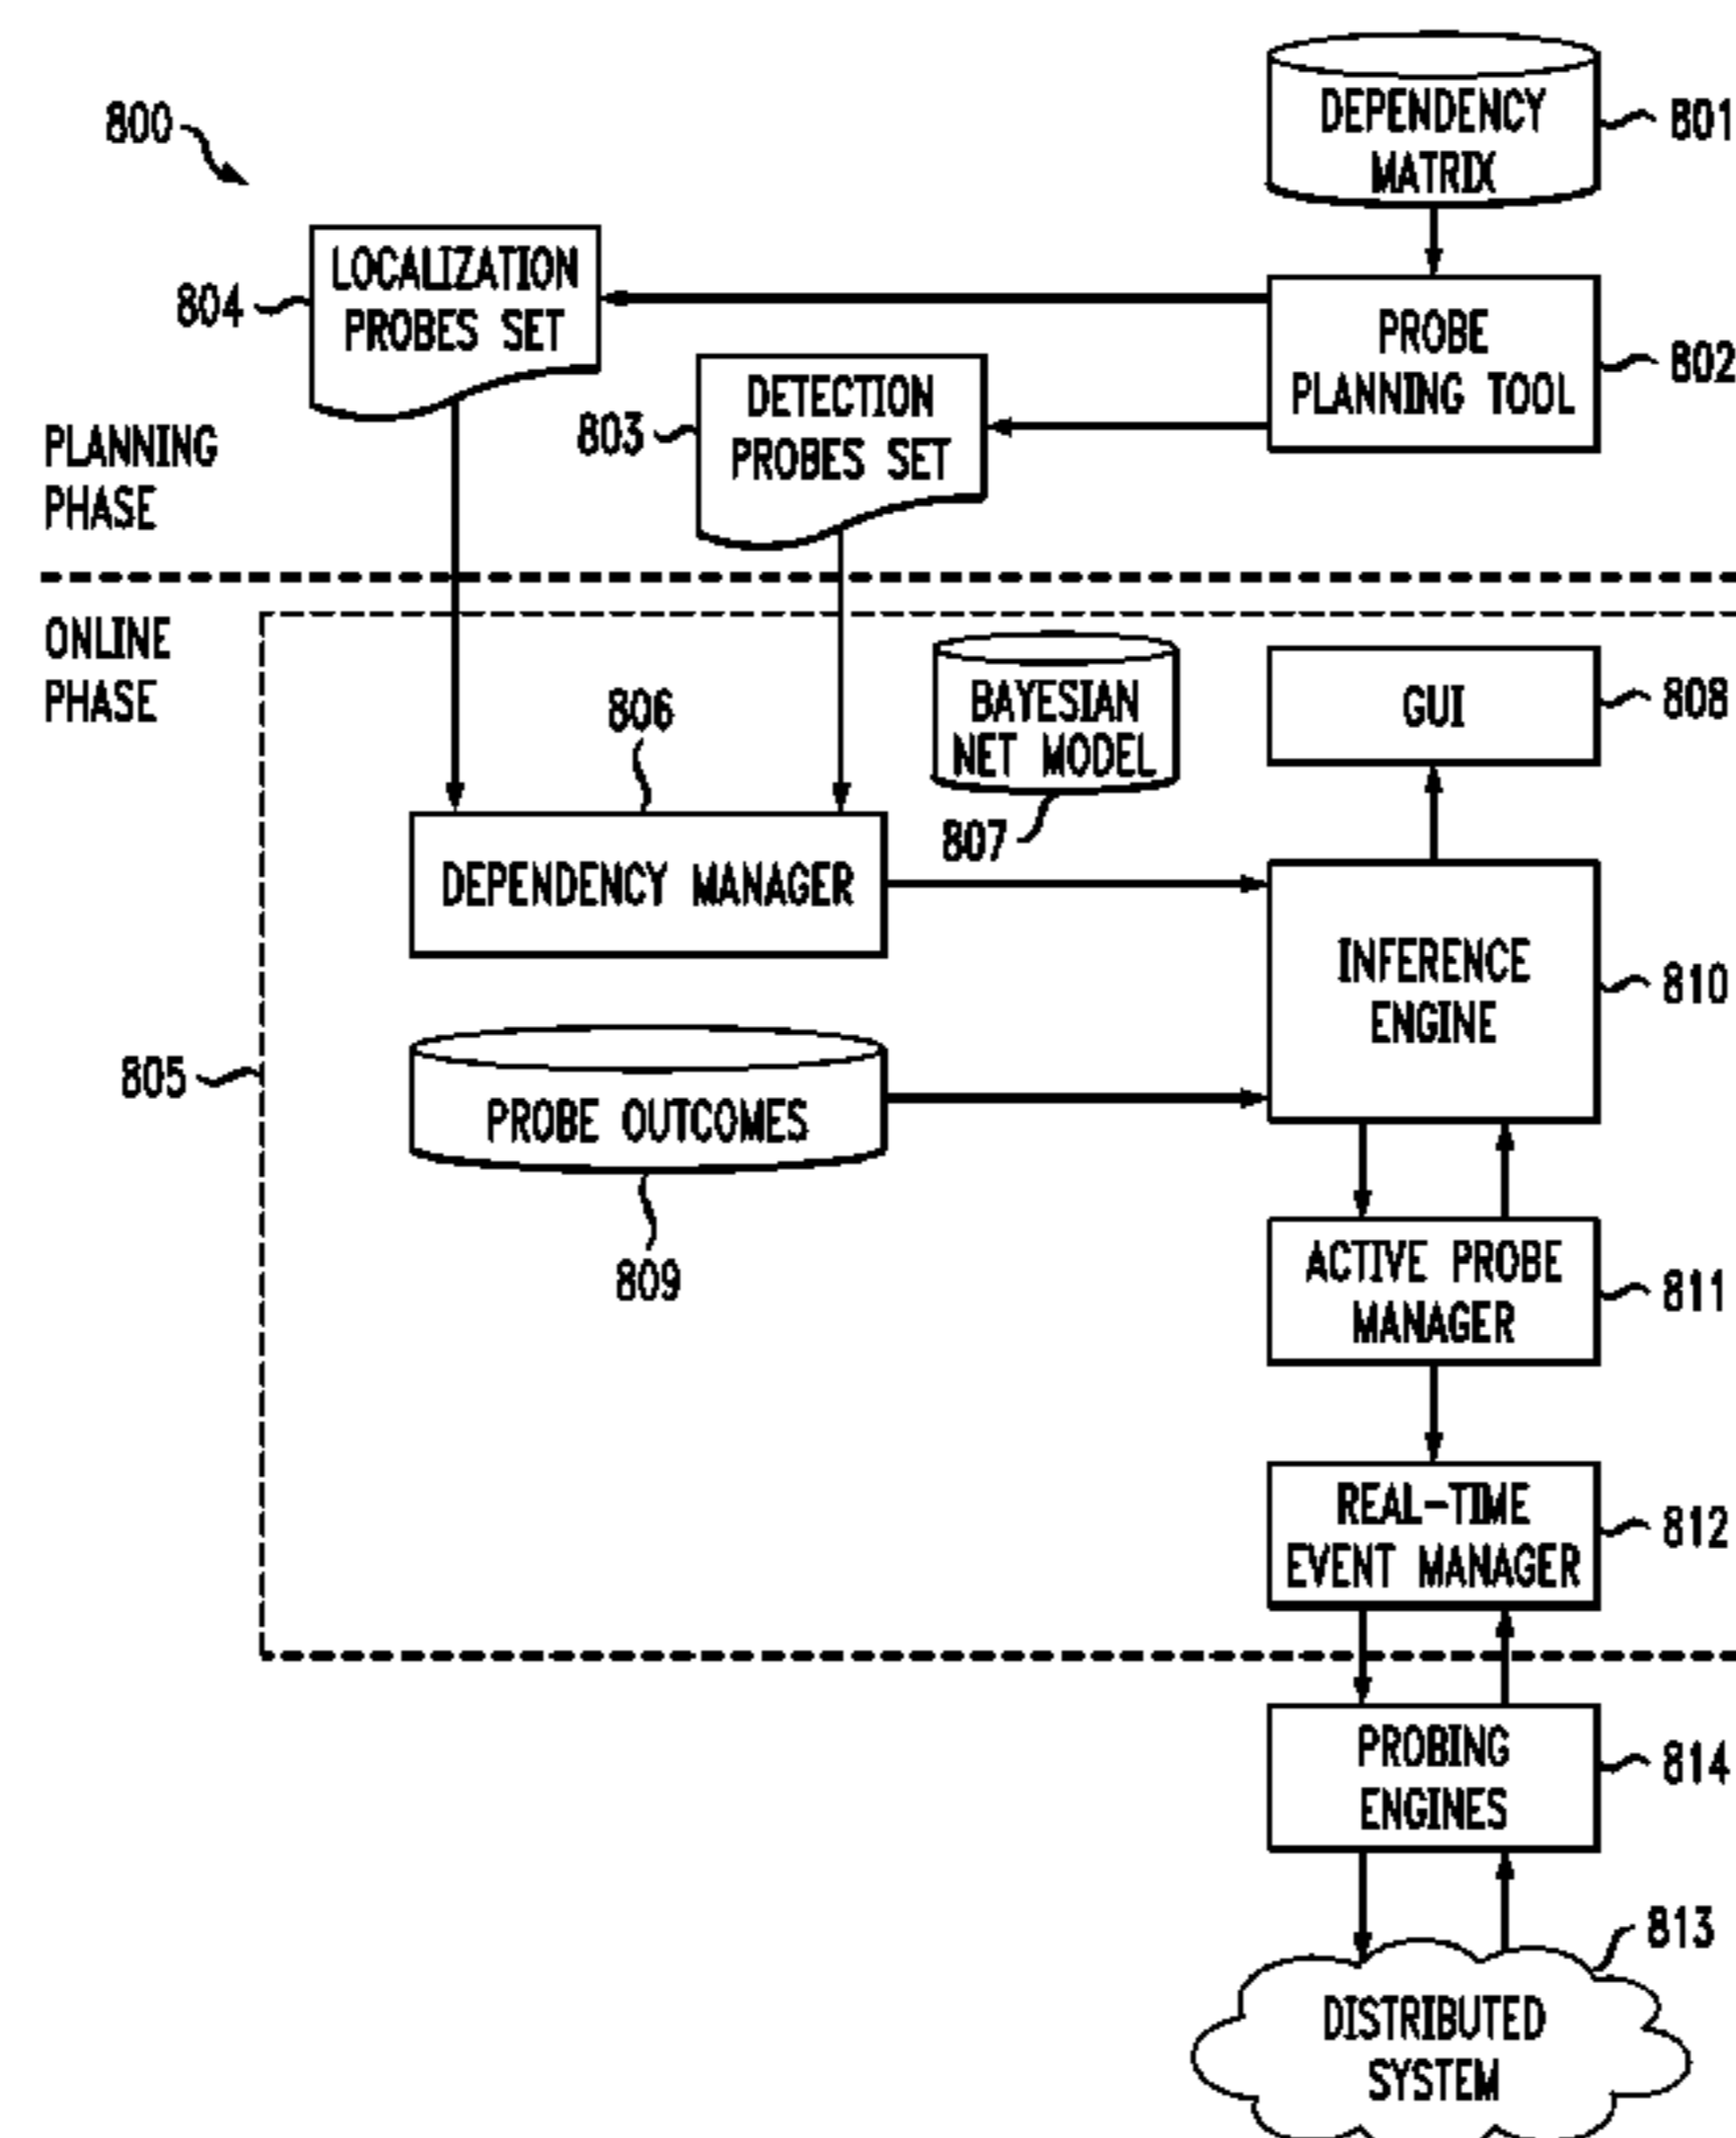 800
DEPENDENCY
MATRIX
801
LOCALIZATION
PROBES SET
804
PROBE
PLANNING TOOL
802
DETECTION
PROBES SET
803
PLANNING
PHASE
ONLINE
PHASE
BAYESIAN
NET MODEL
807
GUI
808
806
DEPENDENCY MANAGER
INFERENCE
ENGINE
810
805
PROBE OUTCOMES
809
ACTIVE PROBE
MANAGER
811
REAL-TIME
EVENT MANAGER
812
PROBING
ENGINES
814
813
DISTRIBUTED
SYSTEM